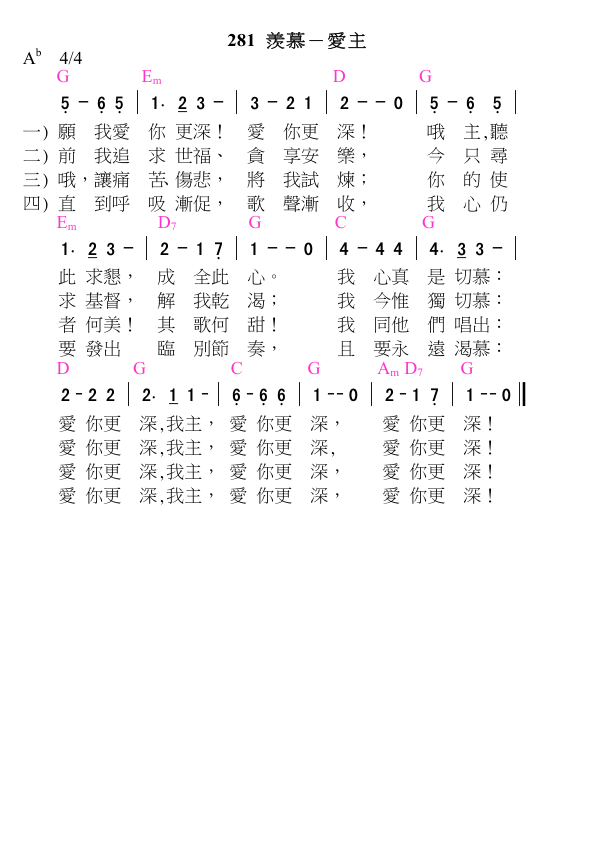 281 羨慕－愛主
A♭ 4/4
G Em D G
5 - 6 5 | 1· 2 3 - | 3 - 2 1 | 2 - - 0 | 5 - 6 5 |
一) 願 我愛 你 更深！ 愛 你更 深！ 哦 主,聽
二) 前 我追 求 世福、 貪 享安 樂， 今 只 尋
三) 哦，讓痛 苦、傷悲， 將 我試 煉； 你 的 使
四) 直 到呼 吸 漸促， 歌 聲漸 收， 我 心 仍
Em D7 G C G
1· 2 3 - | 2 - 1 7 | 1 - - 0 | 4 - 4 4 | 4· 3 3 - |
此 求懇， 成 全此 心。 我 心真 是 切慕：
求 基督， 解 我乾 渴； 我 今惟 獨 切慕：
者 何美！ 其 歌何 甜！ 我 同他 們 唱出：
要 發出 臨 別節 奏， 且 要永 遠 渴慕：
D G C G Am D7 G
2 - 2 2 | 2· 1 1 - | 6 - 6 6 | 1 - - 0 | 2 - 1 7 | 1 - - 0 ‖
愛 你更 深,我主， 愛 你更 深， 愛 你更 深！
愛 你更 深,我主， 愛 你更 深, 愛 你更 深！
愛 你更 深,我主， 愛 你更 深， 愛 你更 深！
愛 你更 深,我主， 愛 你更 深， 愛 你更 深！